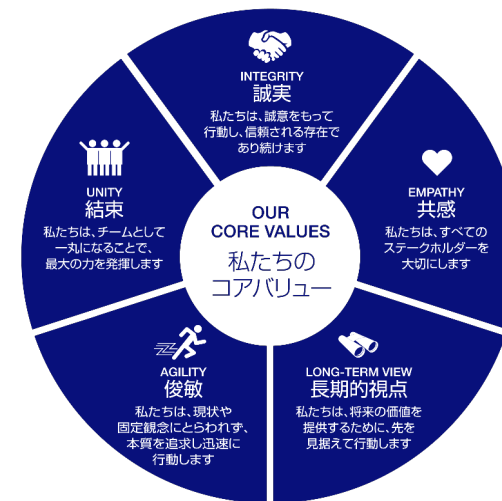 INTEGRITY
誠実
私たちは、誠意をもって
行動し、信頼される存在で
あり続けます
EMPATHY
共感
私たちは、すべての
ステークホルダーを
大切にします
LONG-TERM VIEW
長期的視点
私たちは、将来の価値を
提供するために、先を
見据えて行動します
AGILITY
俊敏
私たちは、現状や
固定観念にとらわれず、
本質を追求し迅速に
行動します
UNITY
結束
私たちは、チームとして
一丸になることで、
最大の力を発揮します
OUR
CORE VALUES
私たちの
コアバリュー